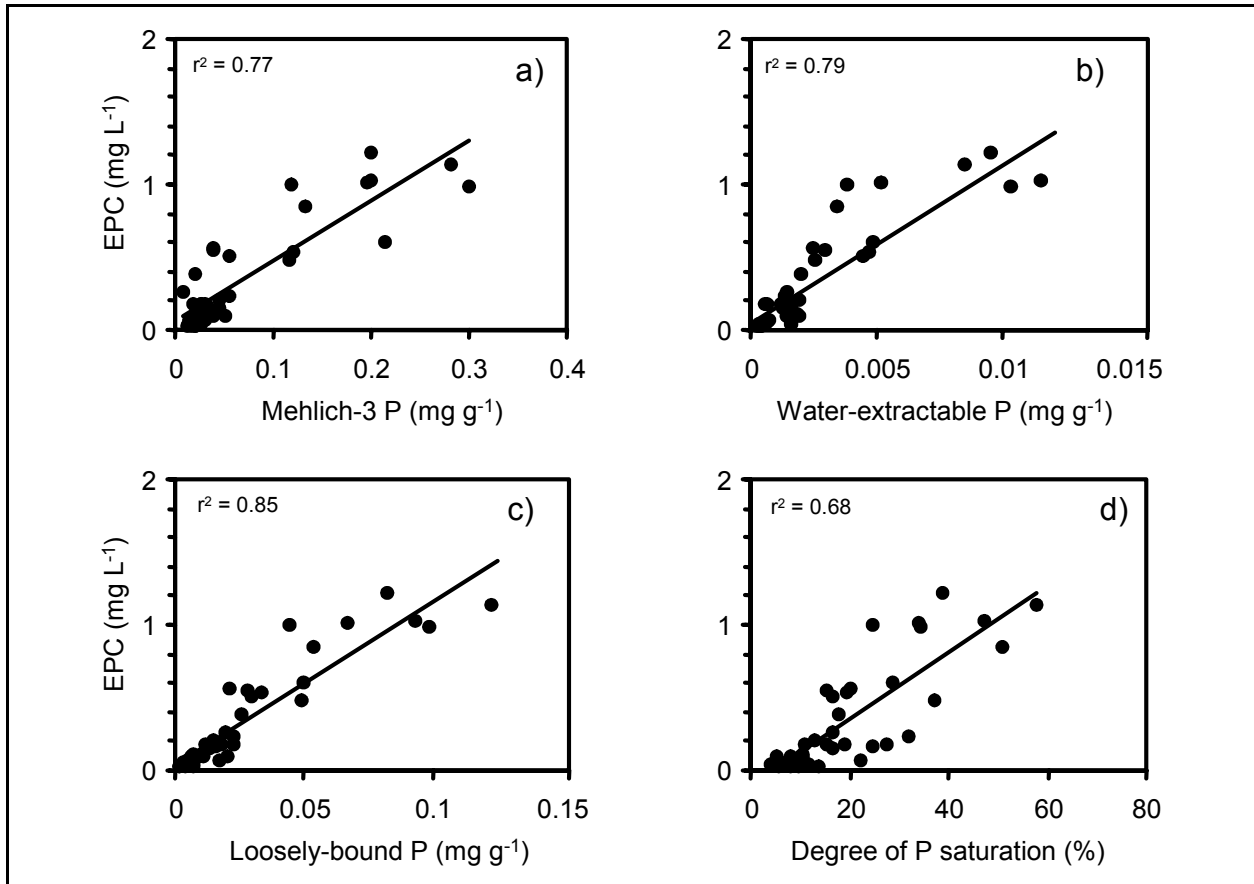 2
r² = 0.77
a)
EPC (mg L⁻¹)
1
0
0 0.1 0.2 0.3 0.4
Mehlich-3 P (mg g⁻¹)
2
r² = 0.79
b)
1
0
0 0.005 0.01 0.015
Water-extractable P (mg g⁻¹)
2
r² = 0.85
c)
EPC (mg L⁻¹)
1
0
0 0.05 0.1 0.15
Loosely-bound P (mg g⁻¹)
2
r² = 0.68
d)
1
0
0 20 40 60 80
Degree of P saturation (%)